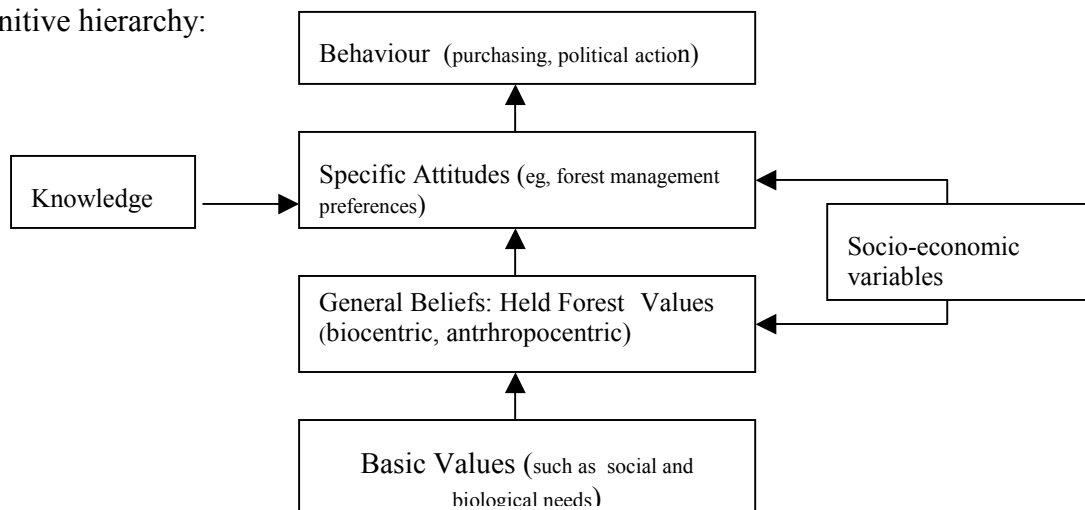 nitive hierarchy:
Behaviour (purchasing, political action)
Specific Attitudes (eg, forest management
preferences)
Knowledge
Socio-economic
variables
General Beliefs: Held Forest Values
(biocentric, antrhropocentric)
Basic Values (such as social and
biological needs)